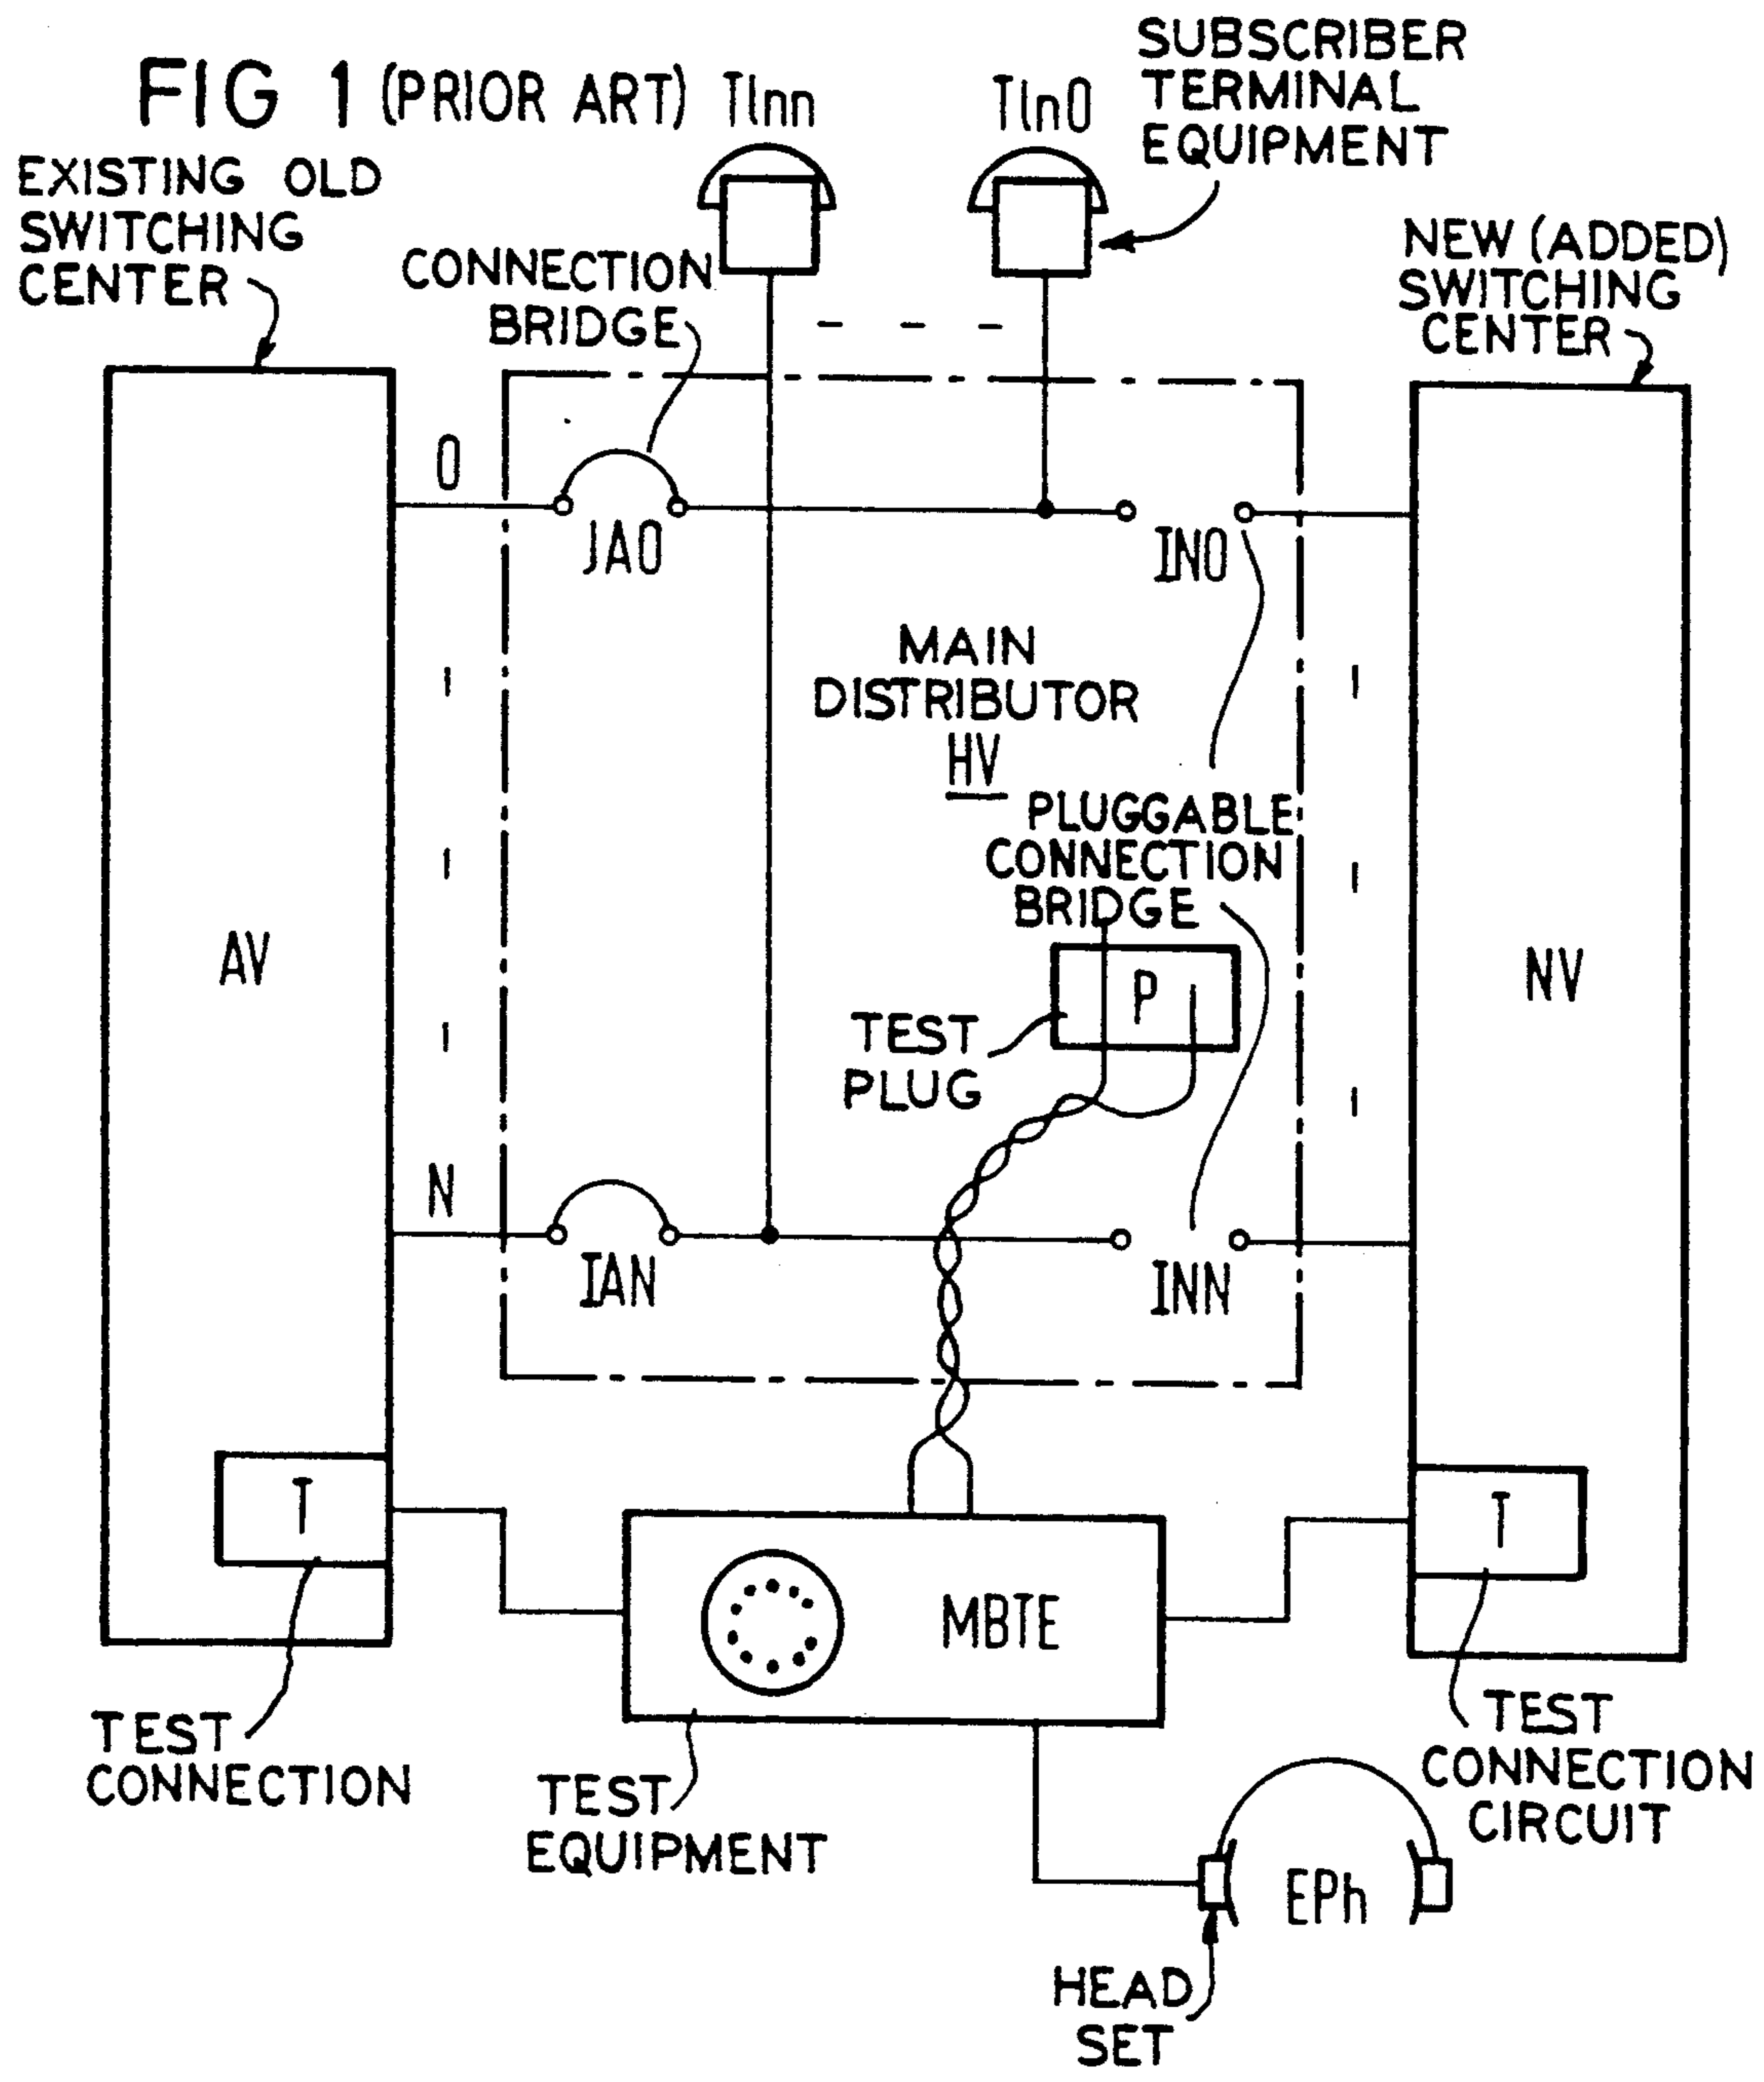 FIG 1 (PRIOR ART)
Tlnn
Tln0
SUBSCRIBER
TERMINAL
EQUIPMENT
EXISTING OLD
SWITCHING
CENTER
CONNECTION
BRIDGE
NEW (ADDED)
SWITCHING
CENTER
0
JA0
IN0
MAIN
DISTRIBUTOR
HV
PLUGGABLE
CONNECTION
BRIDGE
AV
P
NV
TEST
PLUG
N
IAN
INN
T
T
MBTE
TEST
CONNECTION
TEST
EQUIPMENT
TEST
CONNECTION
CIRCUIT
EPh
HEAD
SET